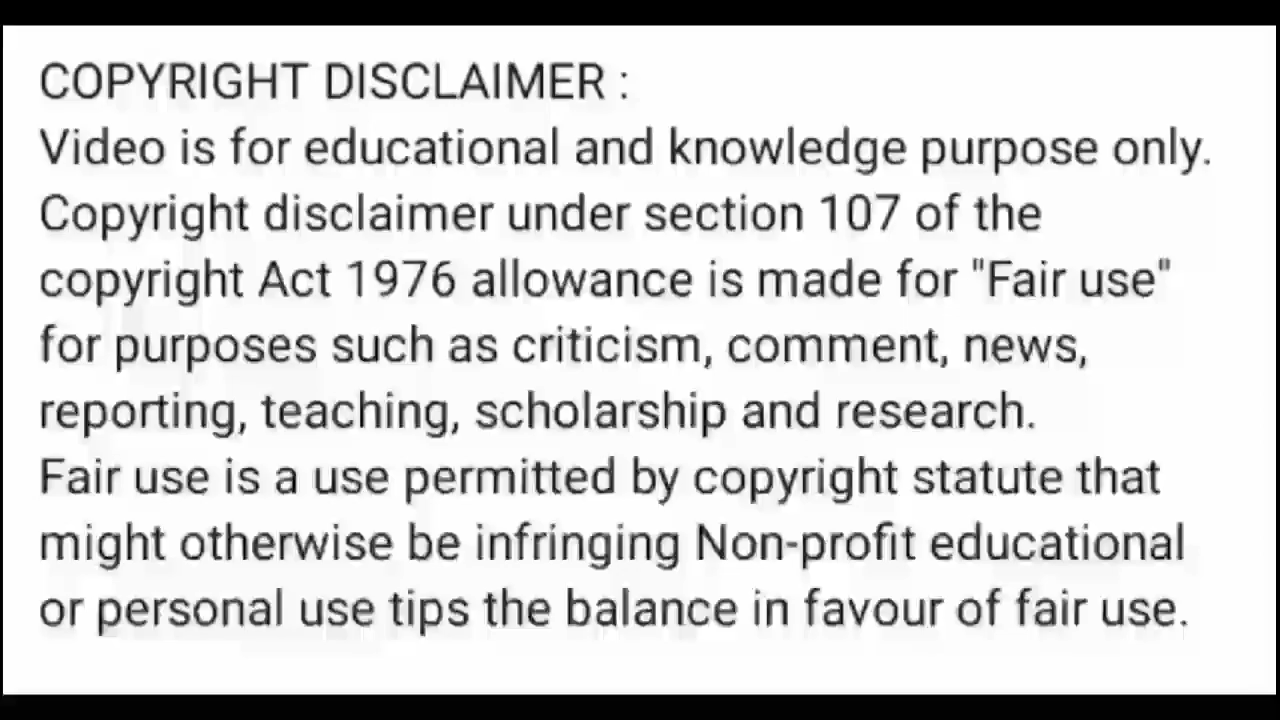 COPYRIGHT DISCLAIMER :
Video is for educational and knowledge purpose only.
Copyright disclaimer under section 107 of the
copyright Act 1976 allowance is made for "Fair use"
for purposes such as criticism, comment, news,
reporting, teaching, scholarship and research.
Fair use is a use permitted by copyright statute that
might otherwise be infringing Non-profit educational
or personal use tips the balance in favour of fair use.